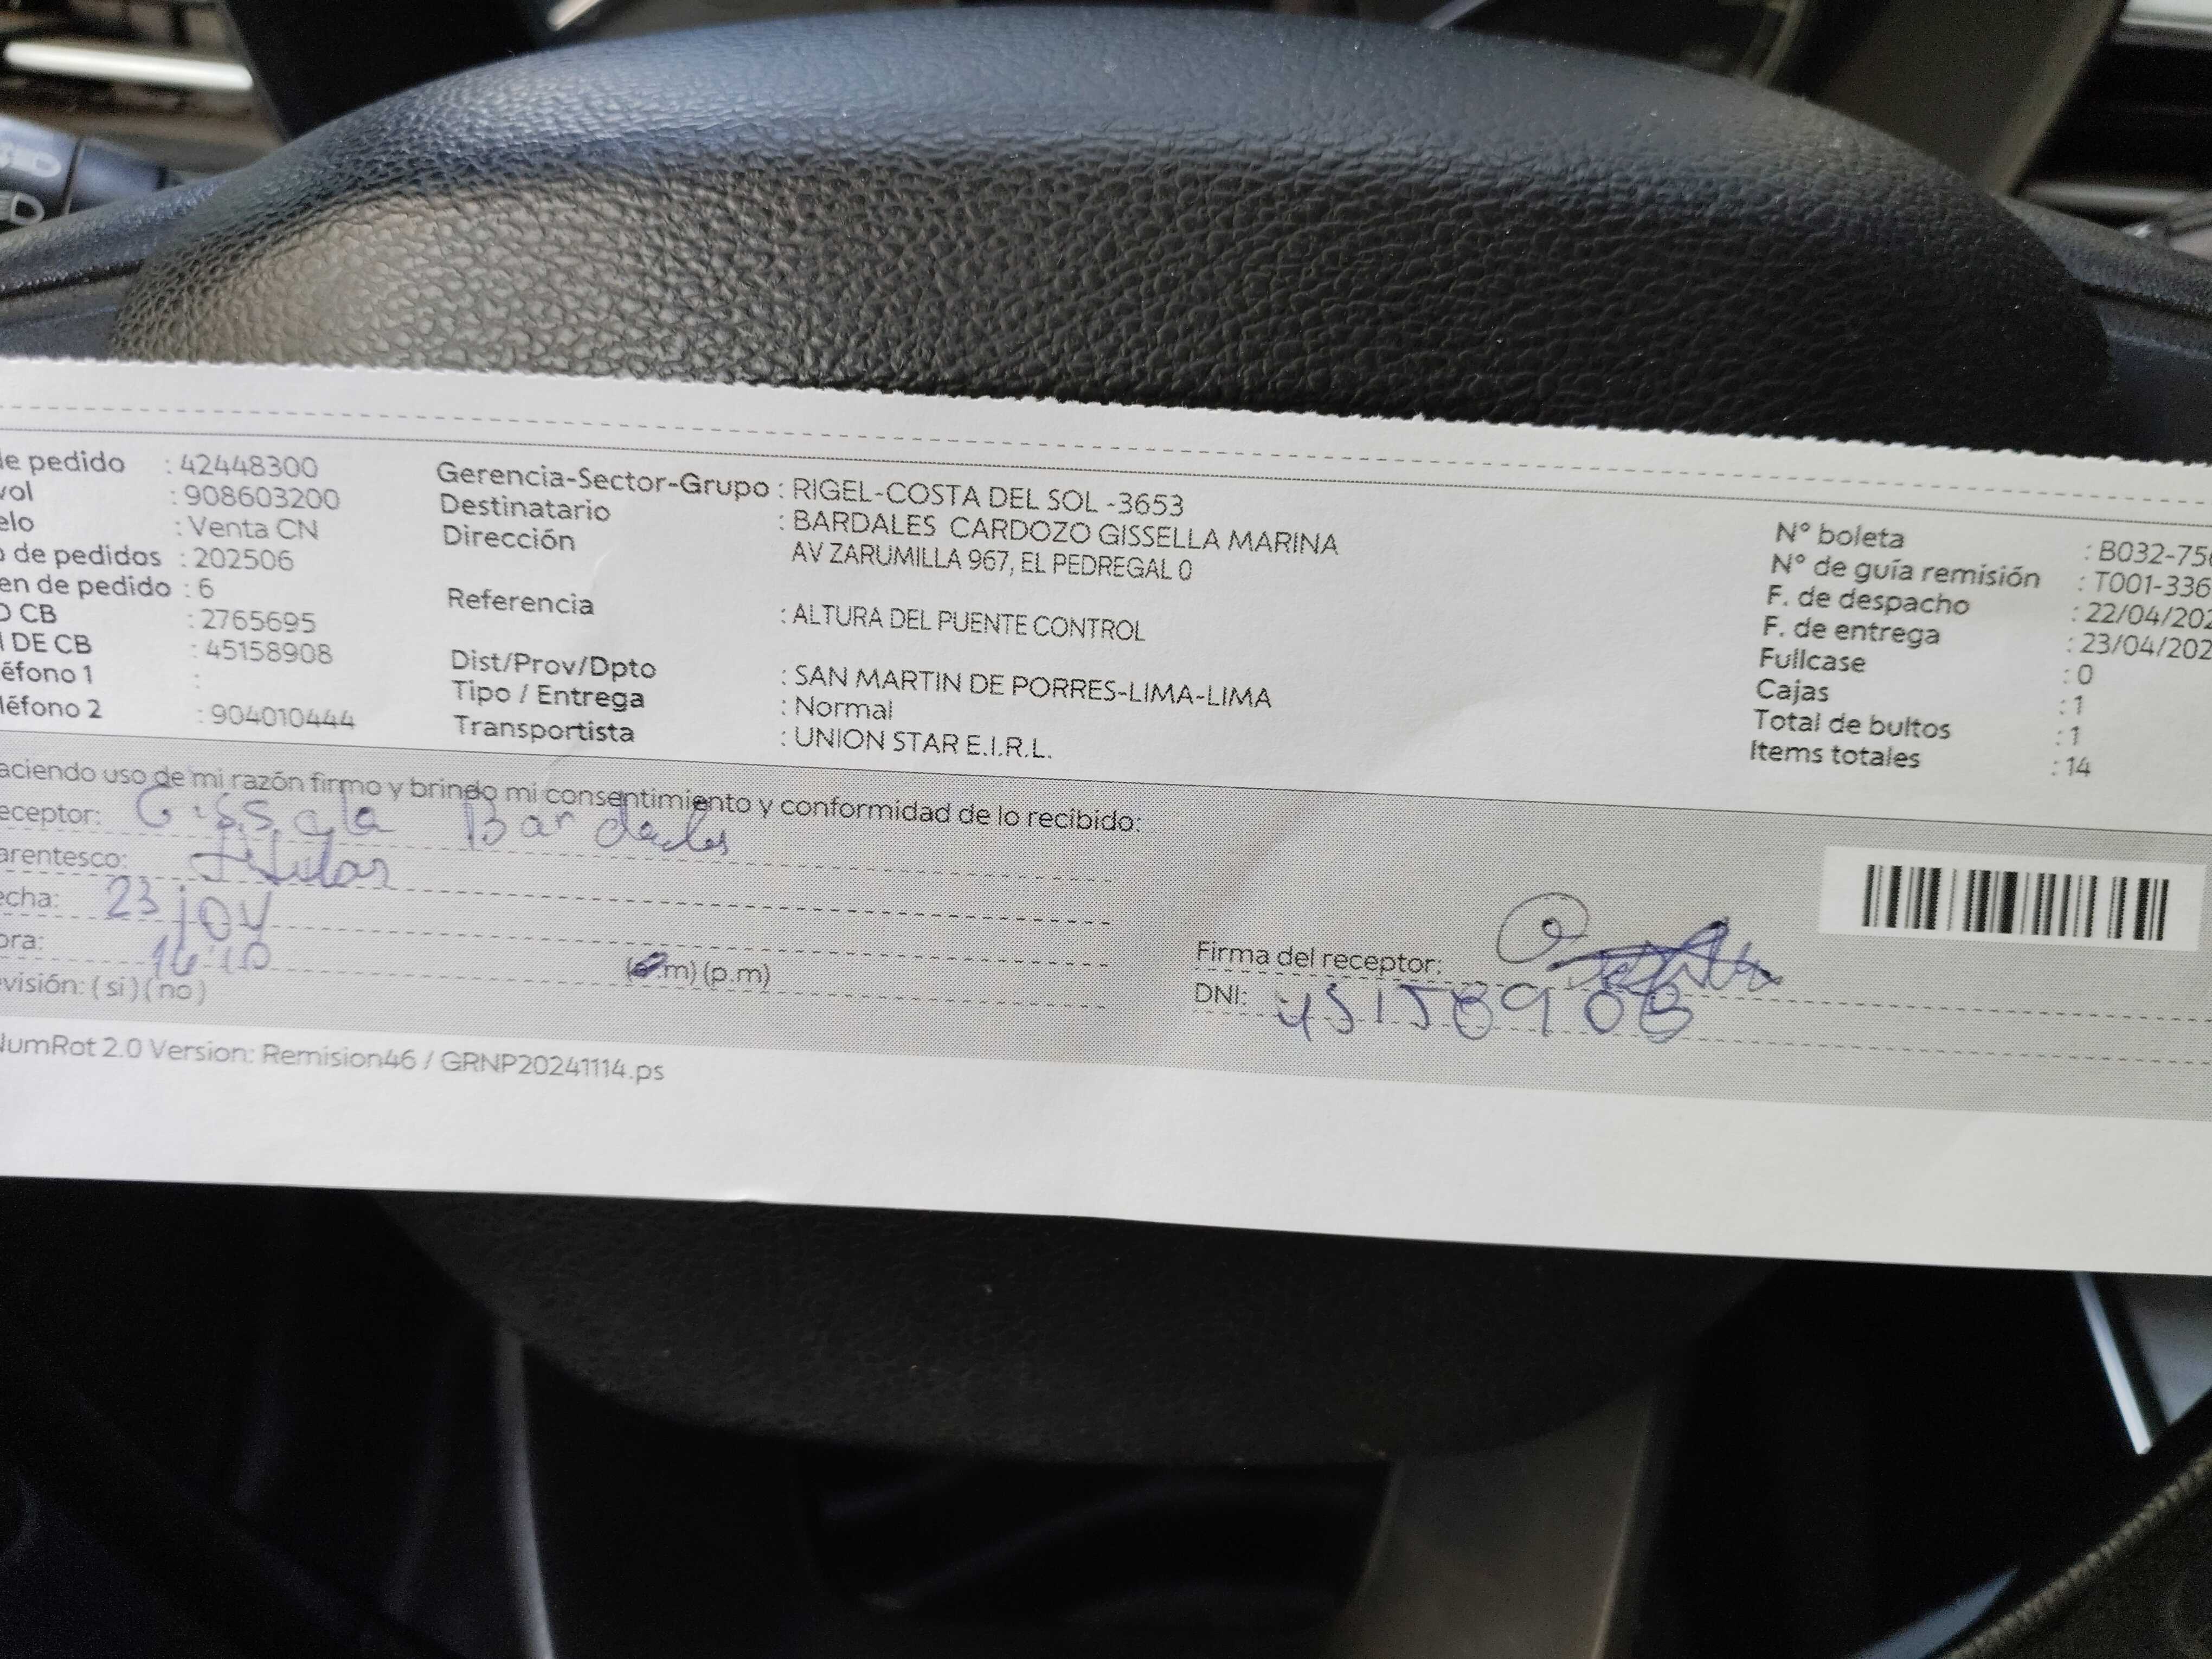 de pedido : 42448300
vol : 908603200
elo : Venta CN
o de pedidos : 202506
en de pedido : 6
O CB : 2765695
I DE CB : 45158908
éfono 1 :
léfono 2 : 904010444
Gerencia-Sector-Grupo : RIGEL-COSTA DEL SOL -3653
Destinatario : BARDALES CARDOZO GISSELLA MARINA
Dirección AV ZARUMILLA 967, EL PEDREGAL 0
Referencia : ALTURA DEL PUENTE CONTROL
Dist/Prov/Dpto : SAN MARTIN DE PORRES-LIMA-LIMA
Tipo / Entrega : Normal
Transportista : UNION STAR E.I.R.L.
N° boleta : B032-756
N° de guía remisión : T001-336
F. de despacho : 22/04/202
F. de entrega : 23/04/202
Fullcase : 0
Cajas : 1
Total de bultos : 1
Items totales : 14
aciendo uso de mi razón firmo y brindo mi consentimiento y conformidad de lo recibido:
eceptor: Gissela Bardales
arentesco: titular
echa: 23
ora: 16:10 (a.m) (p.m)
evisión: ( si ) ( no )
Firma del receptor:
DNI: 45158908
NumRot 2.0 Version: Remision46 / GRNP20241114.ps